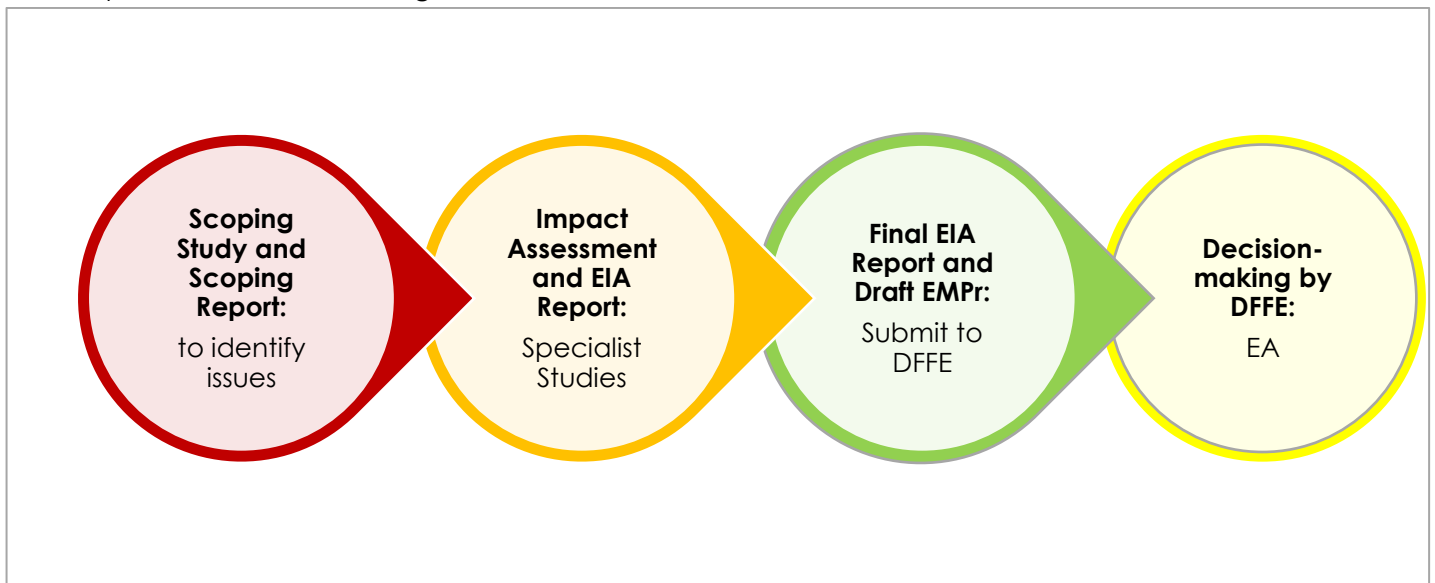 Scoping
Study and
Scoping
Report:
to identify
issues
Impact
Assessment
and EIA
Report:
Specialist
Studies
Final EIA
Report and
Draft EMPr:
Submit to
DFFE
Decision-
making by
DFFE:
EA